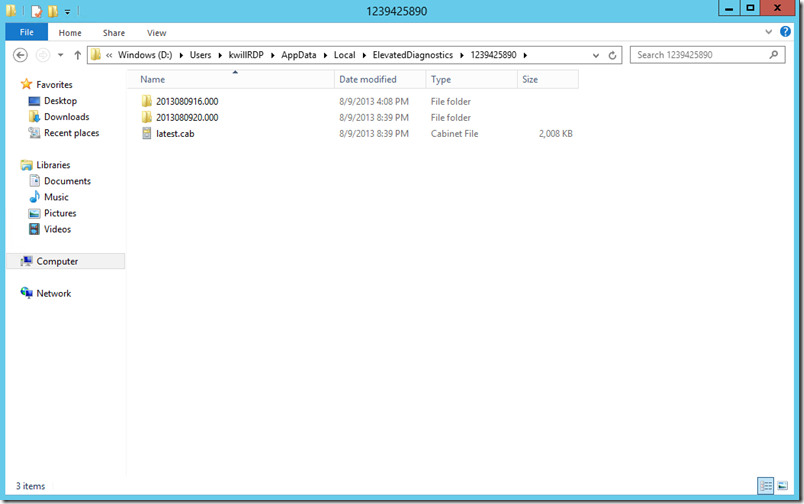 1239425890
File Home Share View
« Windows (D:) Users kwillRDP AppData Local ElevatedDiagnostics 1239425890 Search 1239425890
Favorites
Desktop
Downloads
Recent places
Libraries
Documents
Music
Pictures
Videos
Computer
Network
Name Date modified Type Size
2013080916.000 8/9/2013 4:08 PM File folder
2013080920.000 8/9/2013 8:39 PM File folder
latest.cab 8/9/2013 8:39 PM Cabinet File 2,008 KB
3 items